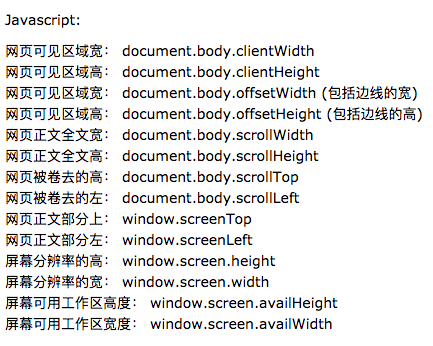 Javascript:
网页可见区域宽： document.body.clientWidth
网页可见区域高： document.body.clientHeight
网页可见区域宽： document.body.offsetWidth (包括边线的宽)
网页可见区域高： document.body.offsetHeight (包括边线的高)
网页正文全文宽： document.body.scrollWidth
网页正文全文高： document.body.scrollHeight
网页被卷去的高： document.body.scrollTop
网页被卷去的左： document.body.scrollLeft
网页正文部分上： window.screenTop
网页正文部分左： window.screenLeft
屏幕分辨率的高： window.screen.height
屏幕分辨率的宽： window.screen.width
屏幕可用工作区高度： window.screen.availHeight
屏幕可用工作区宽度： window.screen.availWidth